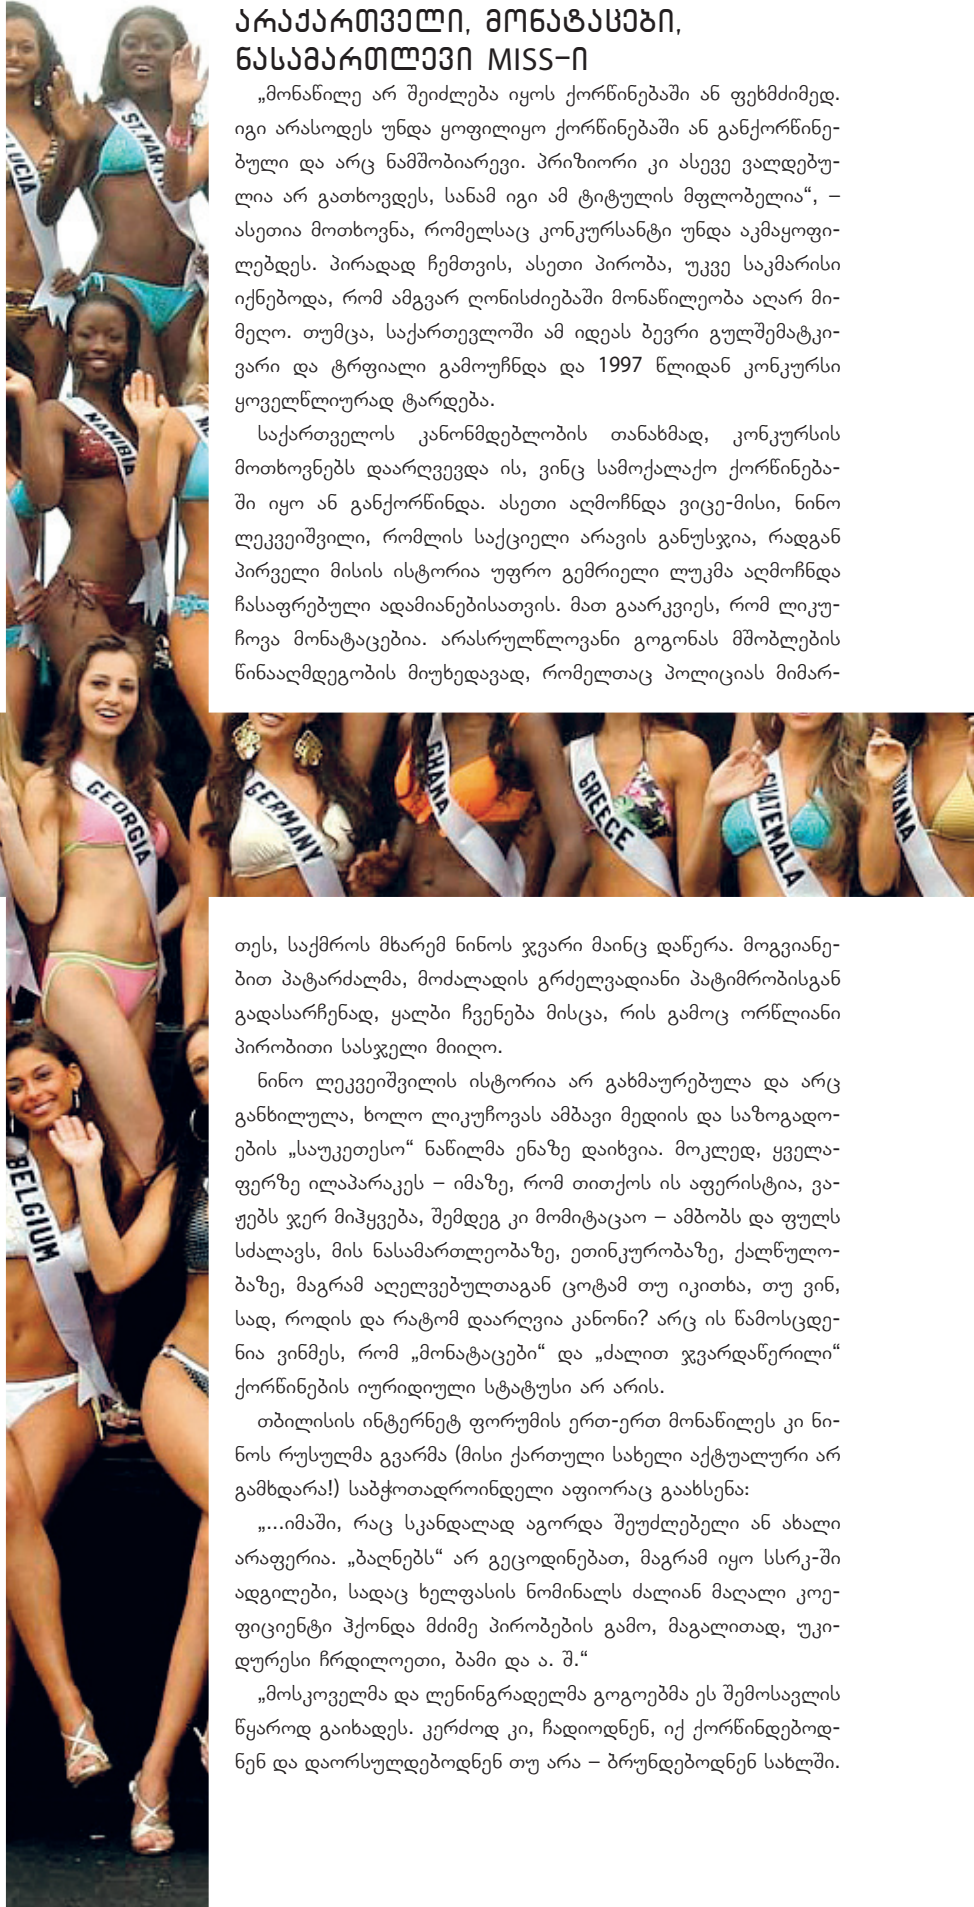 არაქართველი, მონატაცები,
ნასამართლევი MISS-ი
„მონაწილე არ შეიძლება იყოს ქორწინებაში ან ფეხმძიმედ.
იგი არასოდეს უნდა ყოფილიყო ქორწინებაში ან განქორწინე-
ბული და არც ნამშობიარევი. პრიზიორი კი ასევე ვალდებუ-
ლია არ გათხოვდეს, სანამ იგი ამ ტიტულის მფლობელია“, –
ასეთია მოთხოვნა, რომელსაც კონკურსანტი უნდა აკმაყოფი-
ლებდეს. პირადად ჩემთვის, ასეთი პირობა, უკვე საკმარისი
იქნებოდა, რომ ამგვარ ღონისძიებაში მონაწილეობა აღარ მი-
მეღო. თუმცა, საქართევლოში ამ იდეას ბევრი გულშემატკი-
ვარი და ტრფიალი გამოუჩნდა და 1997 წლიდან კონკურსი
ყოველწლიურად ტარდება.
საქართველოს კანონმდებლობის თანახმად, კონკურსის
მოთხოვნებს დაარღვევდა ის, ვინც სამოქალაქო ქორწინება-
ში იყო ან განქორწინდა. ასეთი აღმოჩნდა ვიცე-მისი, ნინო
ლეკვეიშვილი, რომლის საქციელი არავის განუსჯია, რადგან
პირველი მისის ისტორია უფრო გემრიელი ლუკმა აღმოჩნდა
ჩასაფრებული ადამიანებისათვის. მათ გაარკვიეს, რომ ლიკუ-
ჩოვა მონატაცებია. არასრულწლოვანი გოგონას მშობლების
წინააღმდეგობის მიუხედავად, რომელთაც პოლიციას მიმარ-
თეს, საქმროს მხარემ ნინოს ჯვარი მაინც დაწერა. მოგვიანე-
ბით პატარძალმა, მოძალადის გრძელვადიანი პატიმრობისგან
გადასარჩენად, ყალბი ჩვენება მისცა, რის გამოც ორწლიანი
პირობითი სასჯელი მიიღო.
ნინო ლეკვეიშვილის ისტორია არ გახმაურებულა და არც
განხილულა, ხოლო ლიკუჩოვას ამბავი მედიის და საზოგადო-
ების „საუკეთესო“ ნაწილმა ენაზე დაიხვია. მოკლედ, ყველა-
ფერზე ილაპარაკეს – იმაზე, რომ თითქოს ის აფერისტია, ვა-
ჟებს ჯერ მიჰყვება, შემდეგ კი მომიტაცაო – ამბობს და ფულს
სძალავს, მის ნასამართლეობაზე, ეთინკურობაზე, ქალწულო-
ბაზე, მაგრამ აღელვებულთაგან ცოტამ თუ იკითხა, თუ ვინ,
სად, როდის და რატომ დაარღვია კანონი? არც ის წამოსცდე-
ნია ვინმეს, რომ „მონატაცები“ და „ძალით ჯვარდაწერილი“
ქორწინების იურიდიული სტატუსი არ არის.
თბილისის ინტერნეტ ფორუმის ერთ-ერთ მონაწილეს კი ნი-
ნოს რუსულმა გვარმა (მისი ქართული სახელი აქტუალური არ
გამხდარა!) საბჭოთადროინდელი აფიორაც გაახსენა:
„...იმაში, რაც სკანდალად აგორდა შეუძლებელი ან ახალი
არაფერია. „ბაღნებს“ არ გეცოდინებათ, მაგრამ იყო სსრკ-ში
ადგილები, სადაც ხელფასის ნომინალს ძალიან მაღალი კოე-
ფიციენტი ჰქონდა მძიმე პირობების გამო, მაგალითად, უკი-
დურესი ჩრდილოეთი, ბამი და ა. შ.“
„მოსკოველმა და ლენინგრადელმა გოგოებმა ეს შემოსავლის
წყაროდ გაიხადეს. კერძოდ კი, ჩადიოდნენ, იქ ქორწინდებოდ-
ნენ და დაორსულდებოდნენ თუ არა – ბრუნდებოდნენ სახლში.
LUCIA
ST. MART
NAMIBIA
NE
GEORGIA
GERMANY
GHANA
GREECE
GUATEMALA
UYANA
BELGIUM